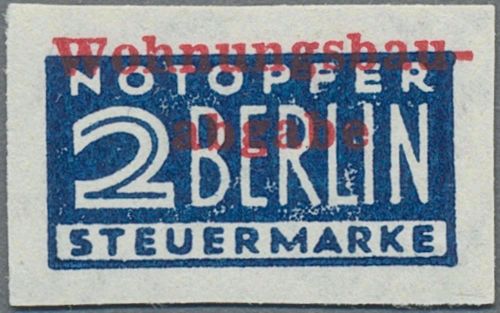 Wohnungsbau-
NOTOPFER
abgabe
2 BERLIN
STEUERMARKE